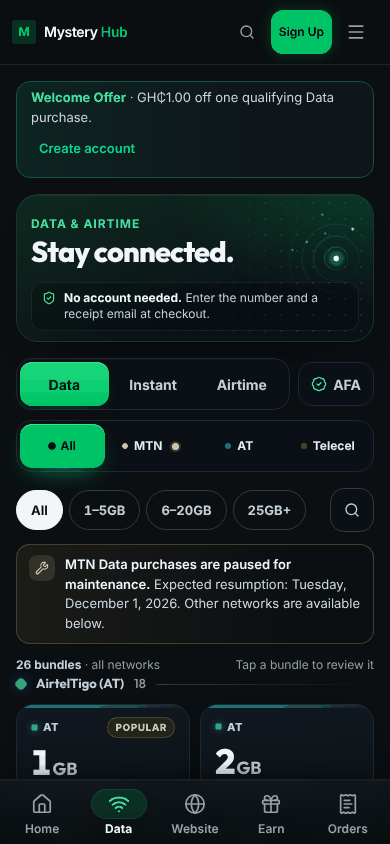 M Mystery Hub Sign Up
Welcome Offer · GH₵1.00 off one qualifying Data
purchase.
Create account
DATA & AIRTIME
Stay connected.
No account needed. Enter the number and a
receipt email at checkout.
Data Instant Airtime AFA
All MTN AT Telecel
All 1–5GB 6–20GB 25GB+
MTN Data purchases are paused for
maintenance. Expected resumption: Tuesday,
December 1, 2026. Other networks are available
below.
26 bundles · all networks Tap a bundle to review it
AirtelTigo (AT) 18
AT POPULAR AT
1GB 2GB
Home Data Website Earn Orders